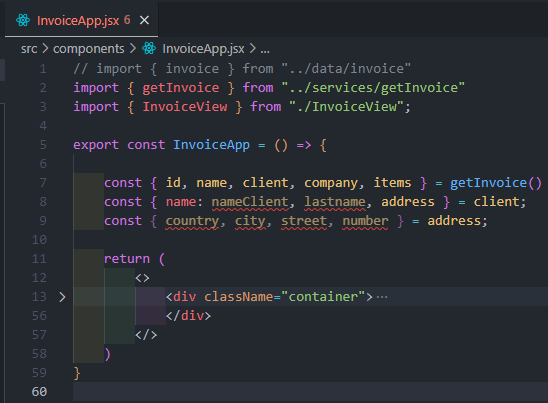 InvoiceApp.jsx 6 ×
src > components > InvoiceApp.jsx > ...
1 // import { invoice } from "../data/invoice"
2 import { getInvoice } from "../services/getInvoice"
3 import { InvoiceView } from "./InvoiceView";
4
5 export const InvoiceApp = () => {
6
7 const { id, name, client, company, items } = getInvoice()
8 const { name: nameClient, lastname, address } = client;
9 const { country, city, street, number } = address;
10
11 return (
12 <>
13 > <div className="container">···
56 </div>
57 </>
58 )
59 }
60